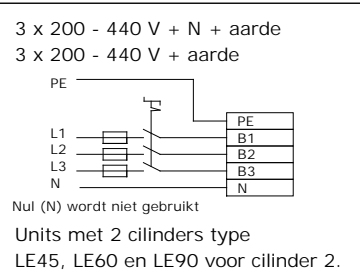 3 x 200 - 440 V + N + aarde
3 x 200 - 440 V + aarde
PE
PE
L1
B1
L2
B2
L3
B3
N
N
Nul (N) wordt niet gebruikt
Units met 2 cilinders type
LE45, LE60 en LE90 voor cilinder 2.